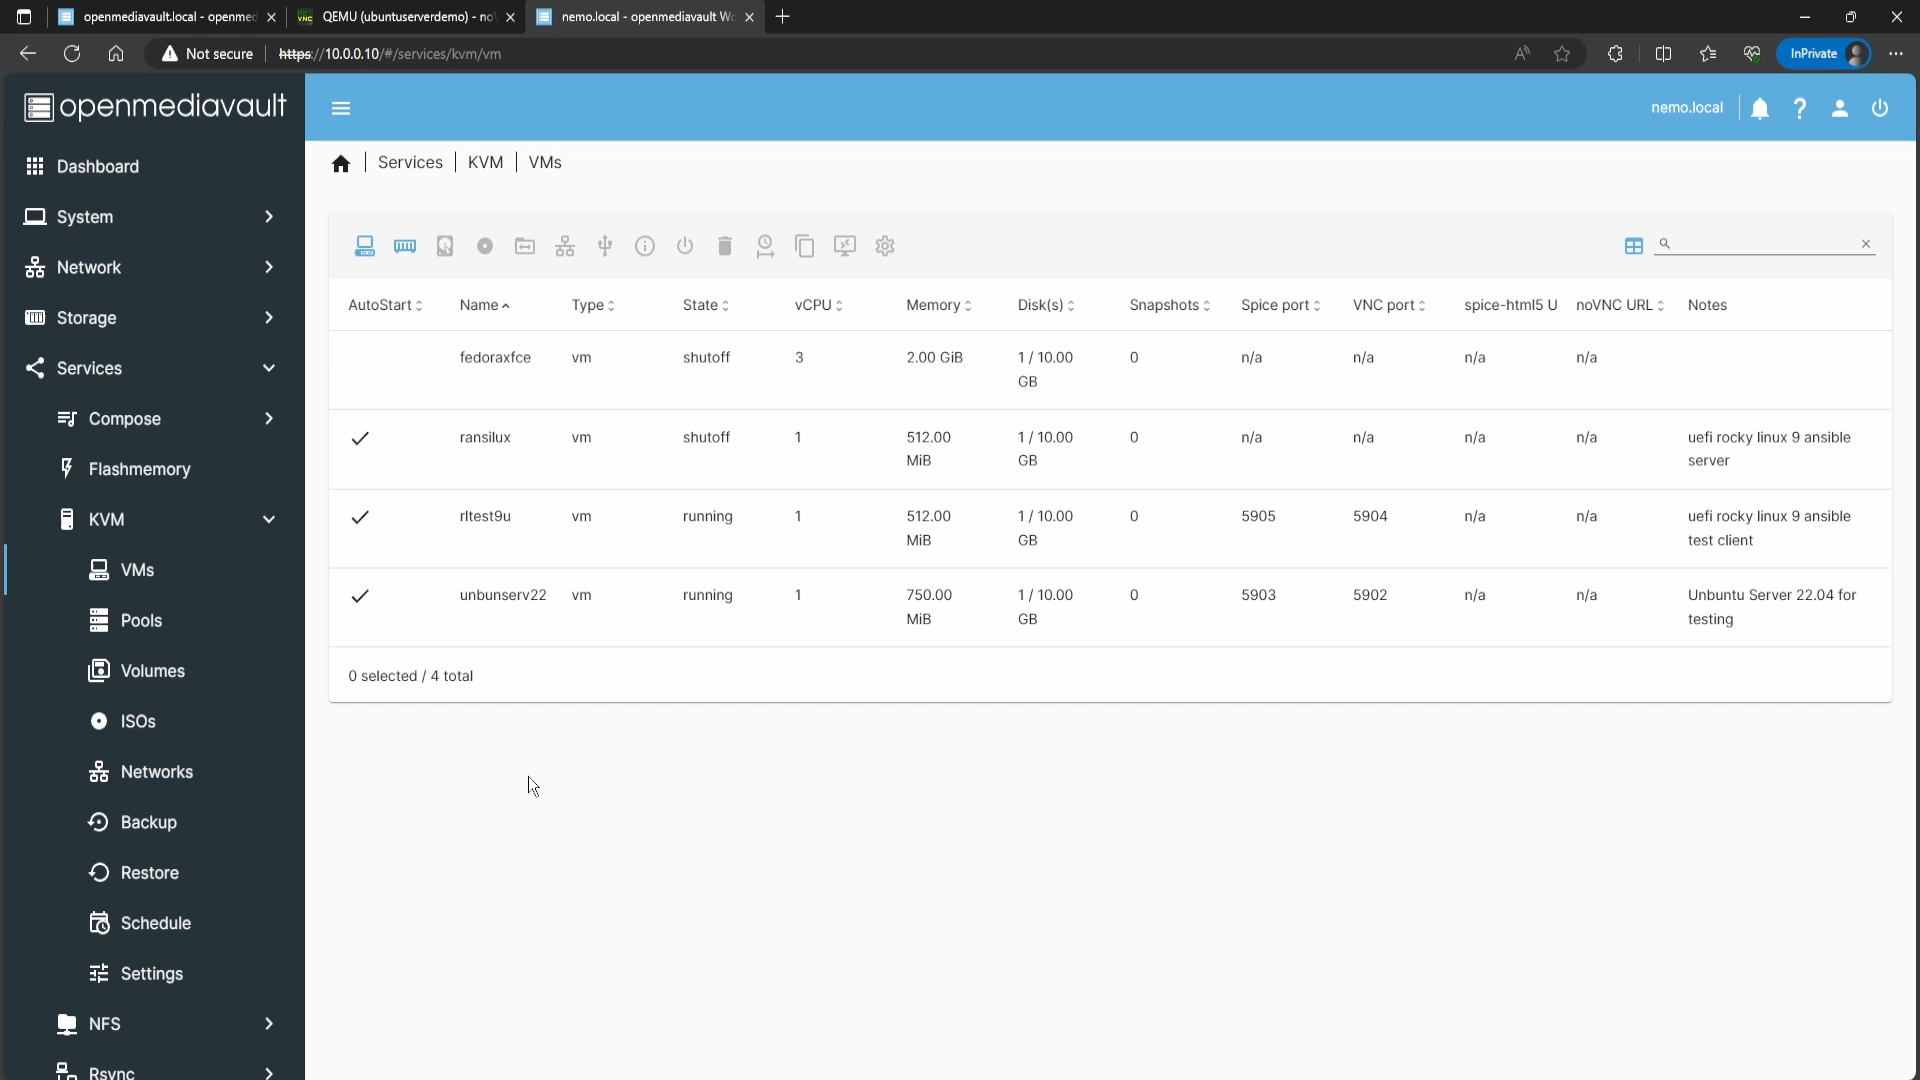 openmediavault.local - openmed
QEMU (ubuntuserverdemo) - no
nemo.local - openmediavault Wo
Not secure
https://10.0.0.10/#/services/kvm/vm
InPrivate
openmediavault
nemo.local
Dashboard
System
Network
Storage
Services
Compose
Flashmemory
KVM
VMs
Pools
Volumes
ISOs
Networks
Backup
Restore
Schedule
Settings
NFS
Rsync
Services | KVM | VMs
AutoStart Name Type State vCPU Memory Disk(s) Snapshots Spice port VNC port spice-html5 U noVNC URL Notes
fedoraxfce vm shutoff 3 2.00 GiB 1 / 10.00 0 n/a n/a n/a n/a
GB
ransilux vm shutoff 1 512.00 1 / 10.00 0 n/a n/a n/a n/a uefi rocky linux 9 ansible
MiB GB server
rltest9u vm running 1 512.00 1 / 10.00 0 5905 5904 n/a n/a uefi rocky linux 9 ansible
MiB GB test client
unbunserv22 vm running 1 750.00 1 / 10.00 0 5903 5902 n/a n/a Unbuntu Server 22.04 for
MiB GB testing
0 selected / 4 total